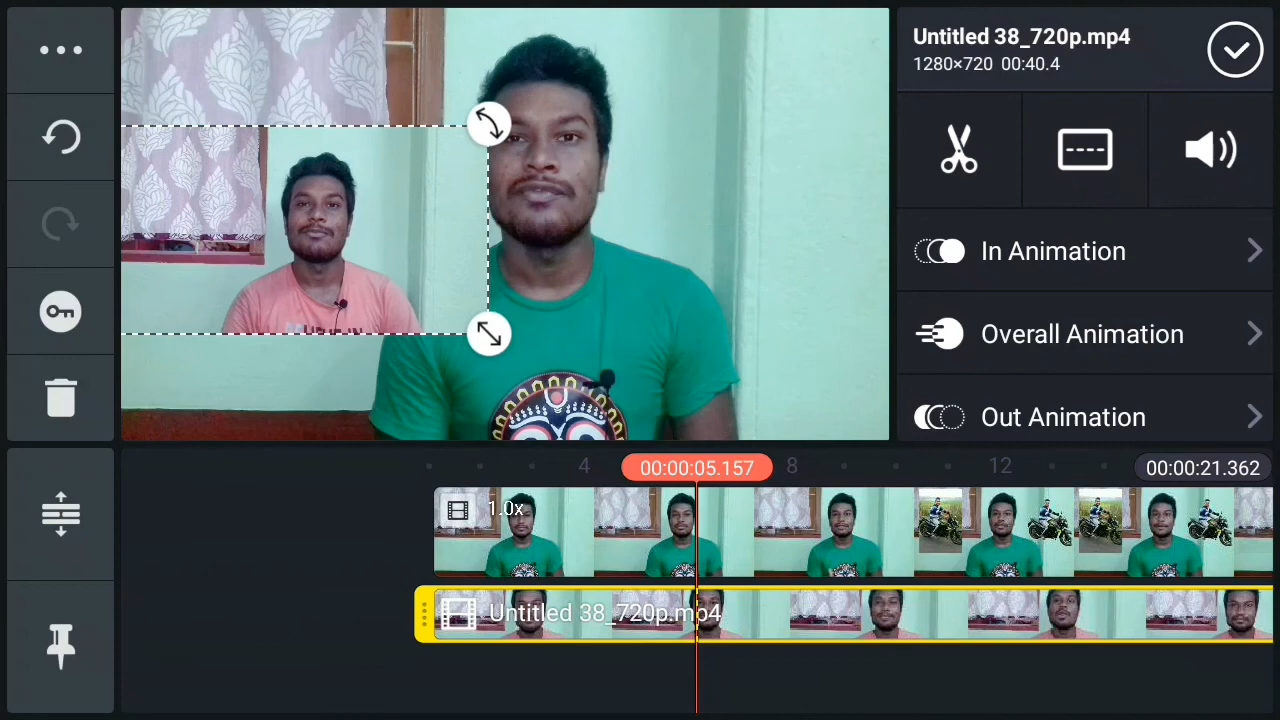 Untitled 38_720p.mp4
1280×720 00:40.4
In Animation
Overall Animation
Out Animation
4
00:00:05.157
8
12
00:00:21.362
1.0x
Untitled 38_720p.mp4